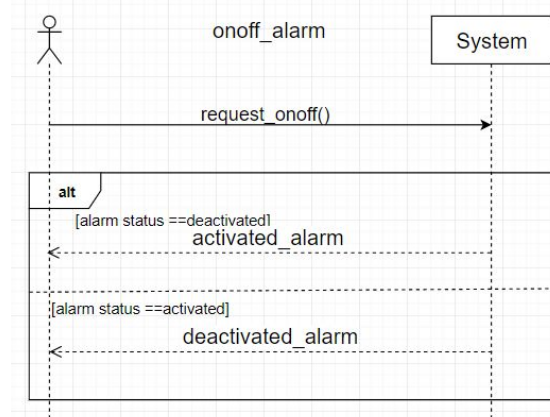 onoff_alarm
System
request_onoff()
alt
[alarm status ==deactivated]
activated_alarm
[alarm status ==activated]
deactivated_alarm